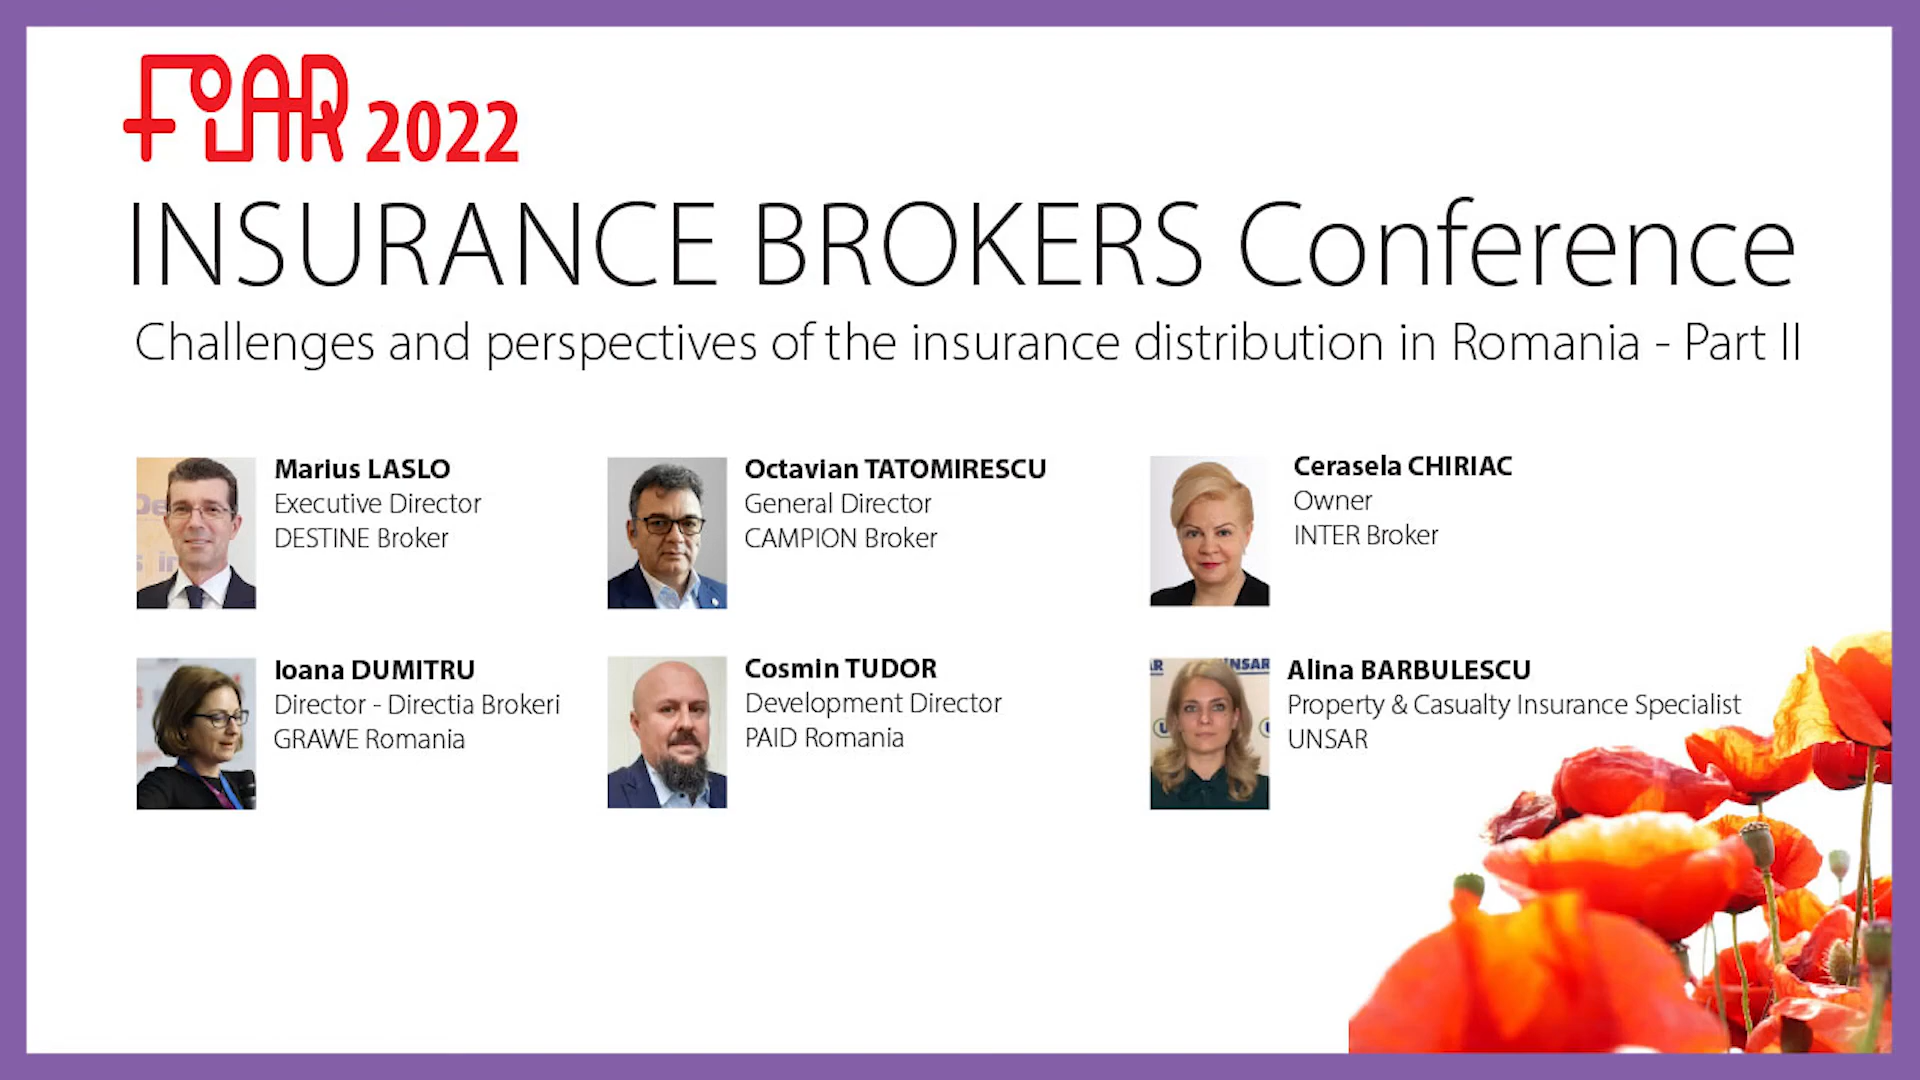 FIAR 2022
INSURANCE BROKERS Conference
Challenges and perspectives of the insurance distribution in Romania - Part II
Marius LASLO
Executive Director
DESTINE Broker
Octavian TATOMIRESCU
General Director
CAMPION Broker
Cerasela CHIRIAC
Owner
INTER Broker
Ioana DUMITRU
Director - Directia Brokeri
GRAWE Romania
Cosmin TUDOR
Development Director
PAID Romania
Alina BARBULESCU
Property & Casualty Insurance Specialist
UNSAR